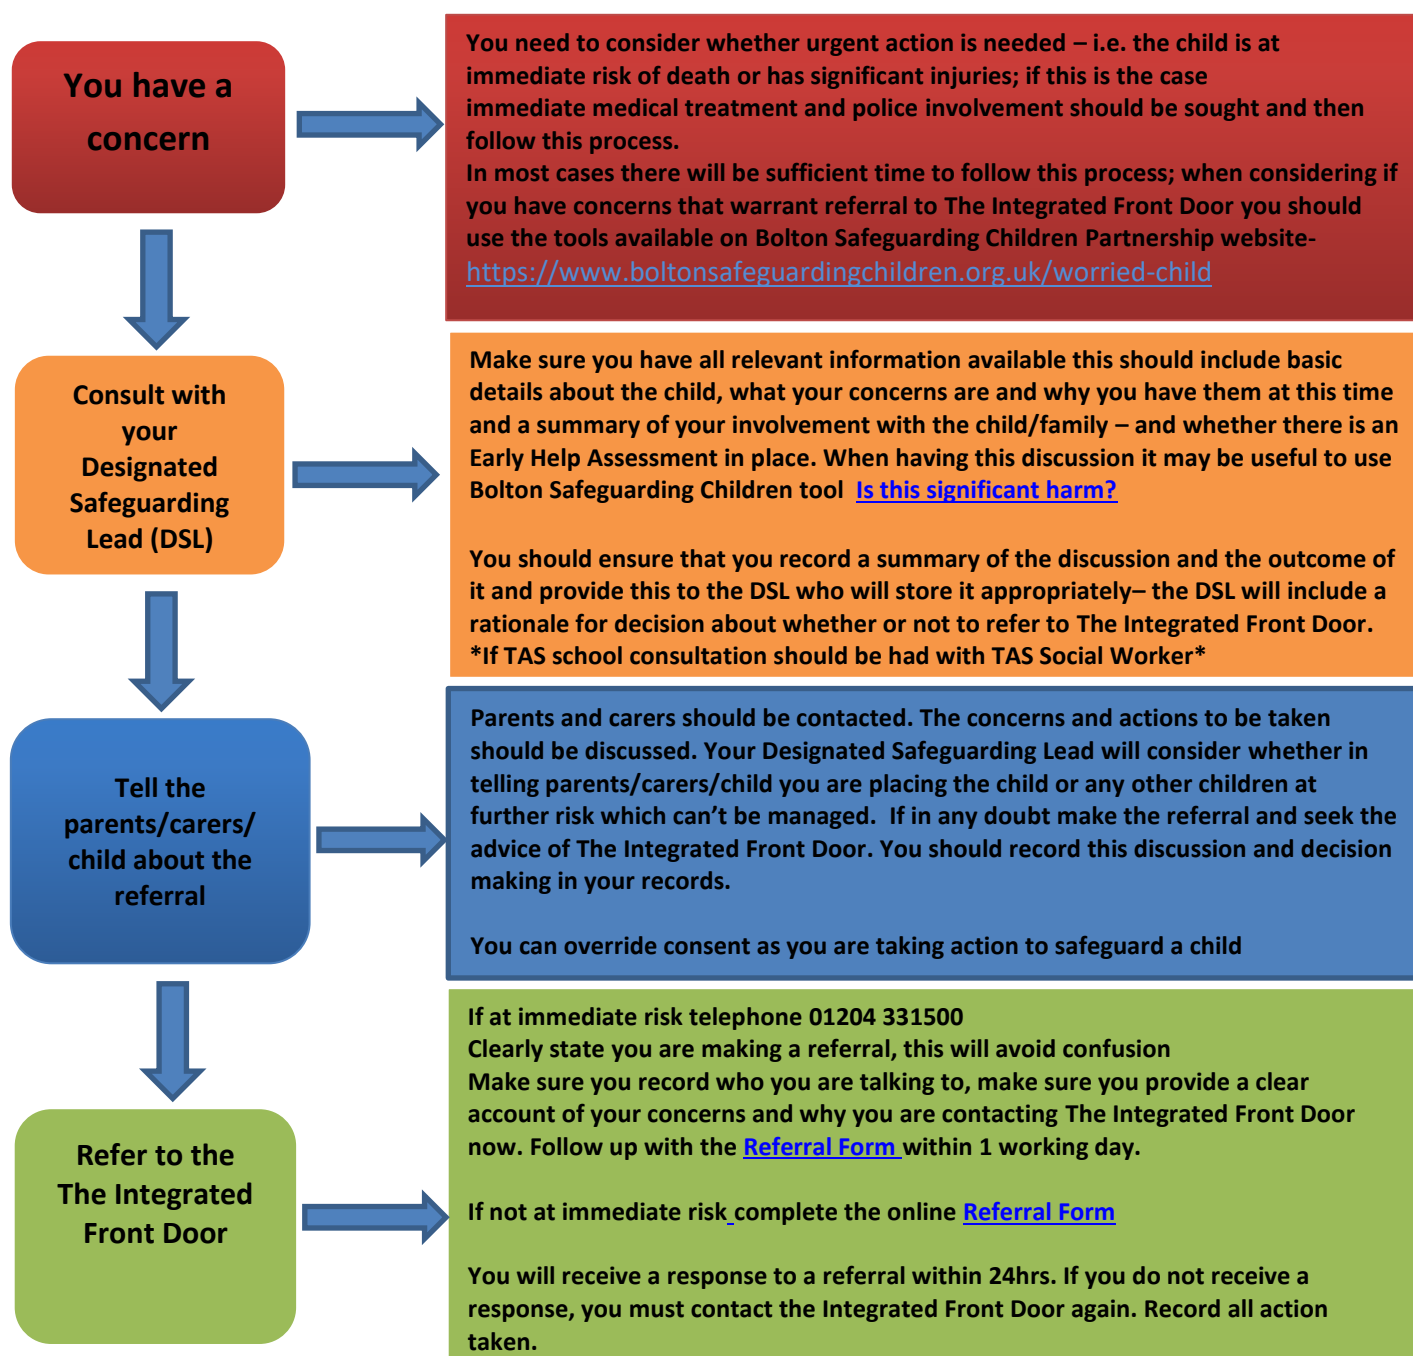 You have a
concern
You need to consider whether urgent action is needed – i.e. the child is at
immediate risk of death or has significant injuries; if this is the case
immediate medical treatment and police involvement should be sought and then
follow this process.
In most cases there will be sufficient time to follow this process; when considering if
you have concerns that warrant referral to The Integrated Front Door you should
use the tools available on Bolton Safeguarding Children Partnership website-
https://www.boltonsafeguardingchildren.org.uk/worried-child
Consult with
your
Designated
Safeguarding
Lead (DSL)
Make sure you have all relevant information available this should include basic
details about the child, what your concerns are and why you have them at this time
and a summary of your involvement with the child/family – and whether there is an
Early Help Assessment in place. When having this discussion it may be useful to use
Bolton Safeguarding Children tool  Is this significant harm?
You should ensure that you record a summary of the discussion and the outcome of
it and provide this to the DSL who will store it appropriately– the DSL will include a
rationale for decision about whether or not to refer to The Integrated Front Door.
*If TAS school consultation should be had with TAS Social Worker*
Tell the
parents/carers/
child about the
referral
Parents and carers should be contacted. The concerns and actions to be taken
should be discussed. Your Designated Safeguarding Lead will consider whether in
telling parents/carers/child you are placing the child or any other children at
further risk which can’t be managed.  If in any doubt make the referral and seek the
advice of The Integrated Front Door. You should record this discussion and decision
making in your records.
You can override consent as you are taking action to safeguard a child
Refer to the
The Integrated
Front Door
If at immediate risk telephone 01204 331500
Clearly state you are making a referral, this will avoid confusion
Make sure you record who you are talking to, make sure you provide a clear
account of your concerns and why you are contacting The Integrated Front Door
now. Follow up with the Referral Form within 1 working day.
If not at immediate risk complete the online Referral Form
You will receive a response to a referral within 24hrs. If you do not receive a
response, you must contact the Integrated Front Door again. Record all action
taken.